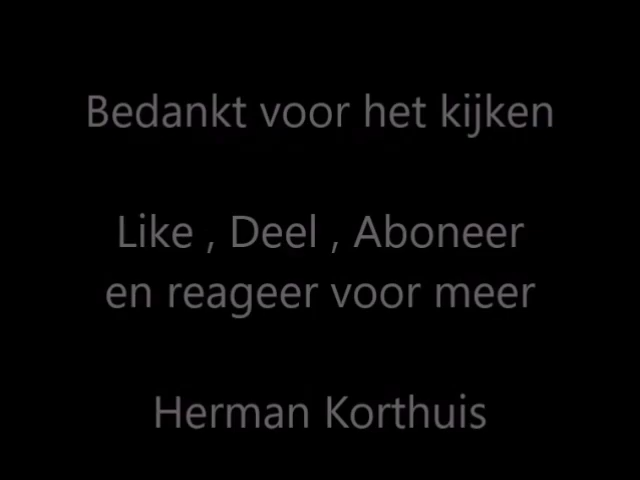 Bedankt voor het kijken
Like , Deel , Aboneer
en reageer voor meer
Herman Korthuis